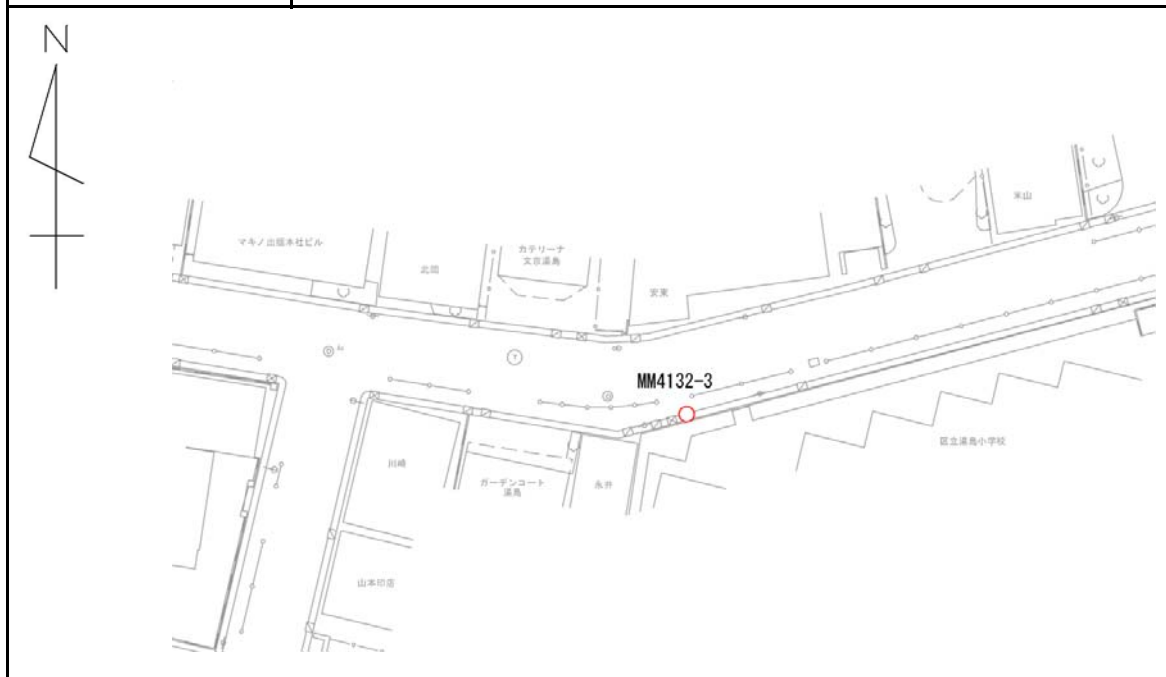 N
米山
マキノ出版本社ビル
カテリーナ
文京湯島
北岡
安東
Y
MM4132-3
区立湯島小学校
川崎
ガーデンコート
湯島
永井
山本印店